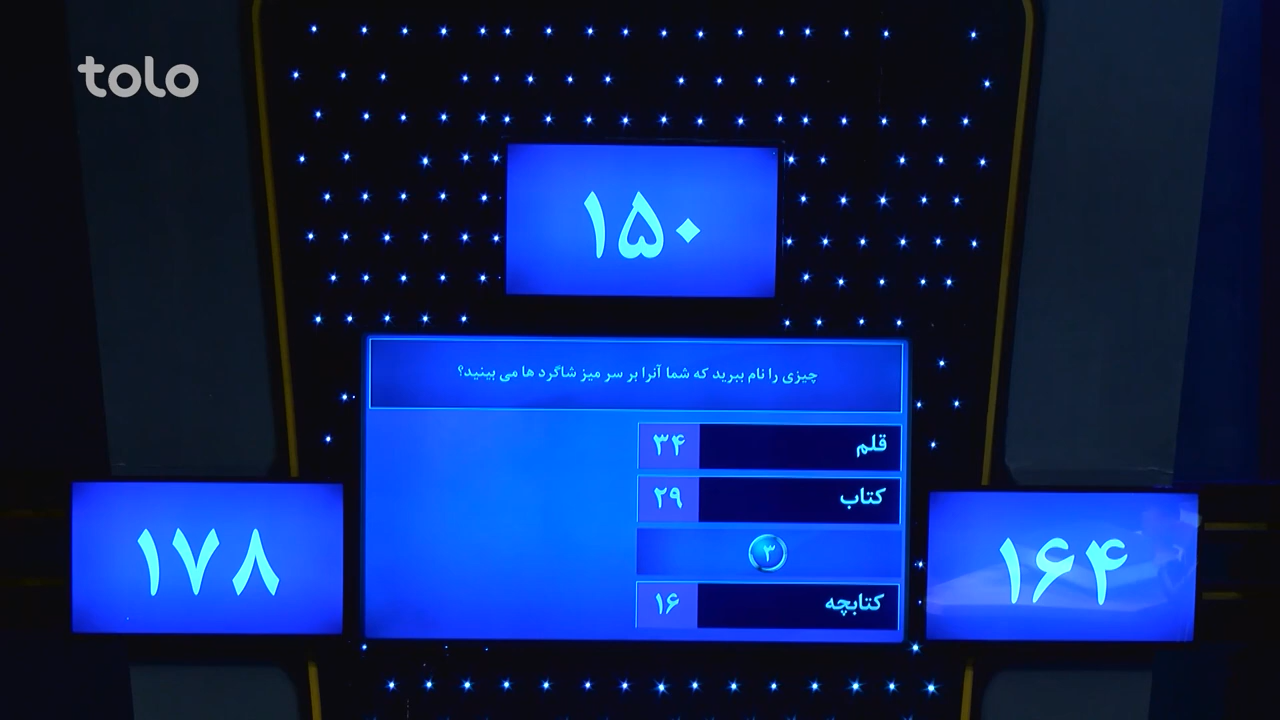 tolo
۱۵۰
چیزی را نام ببرید که شما آنرا بر سر میز شاگرد ها می بینید؟
قلم ۳۴
کتاب ۲۹
۳
کتابچه ۱۶
۱۷۸
۱۶۴